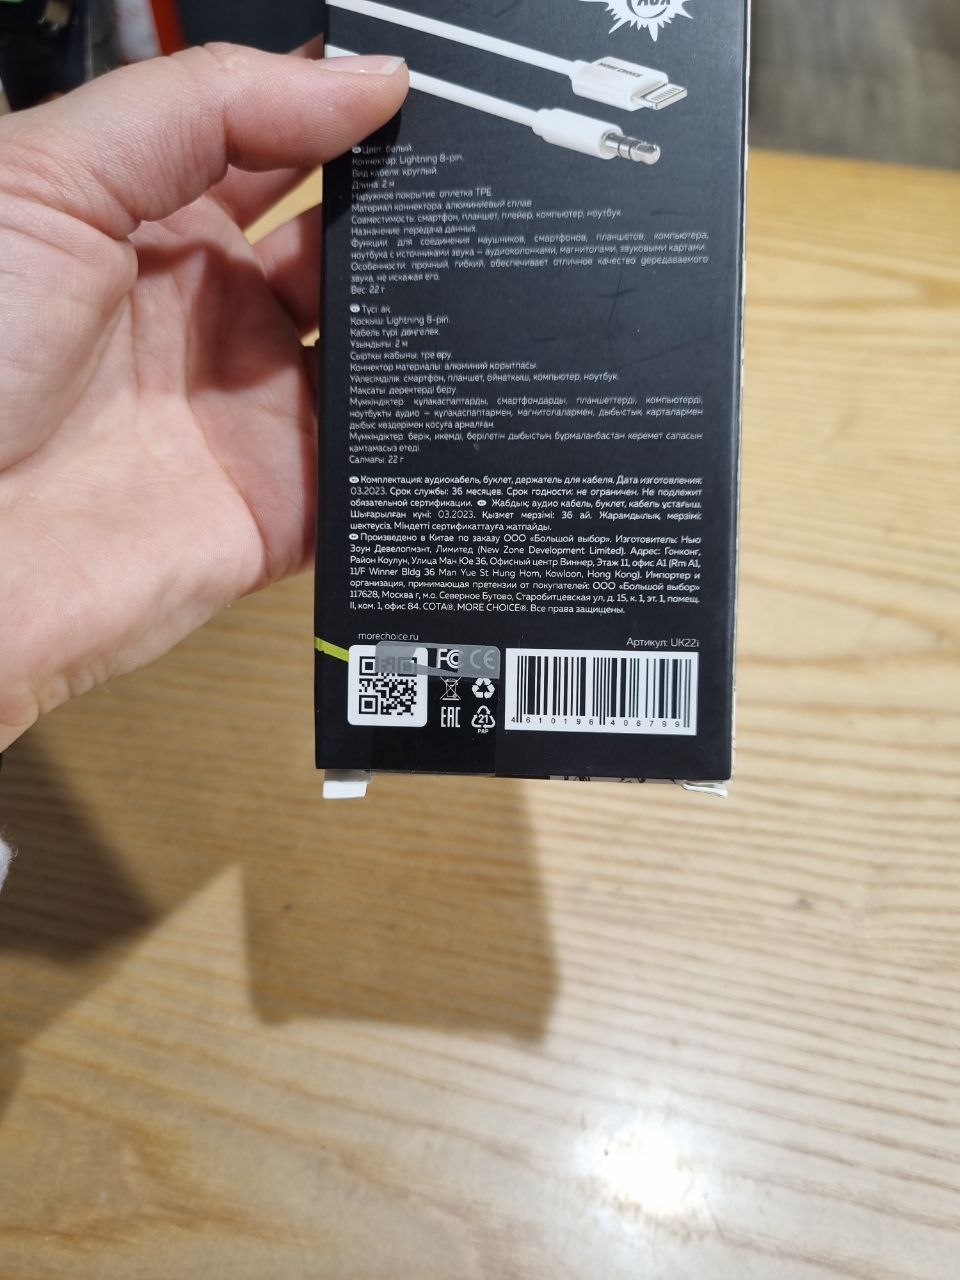 AUX
MORE CHOICE
Цвет: белый.
Коннектор: Lightning 8-pin.
Вид кабеля: круглый.
Длина: 2 м
Наружное покрытие: оплетка TPE
Материал коннектора: алюминиевый сплав
Совместимость: смартфон, планшет, плейер, компьютер, ноутбук
Назначение: передача данных.
Функции: для соединения наушников, смартфонов, планшетов, компьютера,
ноутбука с источниками звука – аудиоколонками, магнитолами, звуковыми картами.
Особенности: прочный, гибкий, обеспечивает отличное качество передаваемого
звука, не искажая его.
Вес: 22 г
Түсі: ақ
Қосқыш: Lightning 8-pin.
Кабель түрі: дөңгелек.
Ұзындығы: 2 м
Сыртқы жабыны: тре өру.
Коннектор материалы: алюминий қорытпасы.
Үйлесімділік: смартфон, планшет, ойнатқыш, компьютер, ноутбук.
Мақсаты: деректерді беру.
Мүмкіндіктер: құлақаспаптарды, смартфондарды, планшеттерді, компьютерді,
ноутбукты аудио – құлақаспаптармен, магнитолалармен, дыбыстық карталармен
дыбыс көздерімен қосуға арналған.
Мүмкіндіктер: берік, икемді, берілетін дыбыстың бұрмаланбастан керемет сапасын
қамтамасыз етеді.
Салмағы: 22 г
Комплектация: аудиокабель, буклет, держатель для кабеля. Дата изготовления:
03.2023. Срок службы: 36 месяцев. Срок годности: не ограничен. Не подлежит
обязательной сертификации. Жабдық: аудио кабель, буклет, кабель ұстағыш.
Шығарылған күні: 03.2023. Қызмет мерзімі: 36 ай. Жарамдылық мерзімі:
шектеусіз. Міндетті сертификаттауға жатпайды.
Произведено в Китае по заказу ООО «Большой выбор». Изготовитель: Нью
Зоун Девелопмэнт, Лимитед (New Zone Development Limited). Адрес: Гонконг,
Район Коулун, Улица Ман Юе 36, Офисный центр Виннер, Этаж 11, офис A1 (Rm A1,
11/F Winner Bldg 36 Man Yue St Hung Hom, Kowloon, Hong Kong). Импортер и
организация, принимающая претензии от покупателей: ООО «Большой выбор»
117628, Москва г, м.о. Северное Бутово, Старобитцевская ул, д. 15, к. 1, эт. 1, помещ.
II, ком. 1, офис 84. COTA®, MORE CHOICE®. Все права защищены.
morechoice.ru
Артикул: UK22i
FC CE
EAC
21
PAP
4 610196 406799